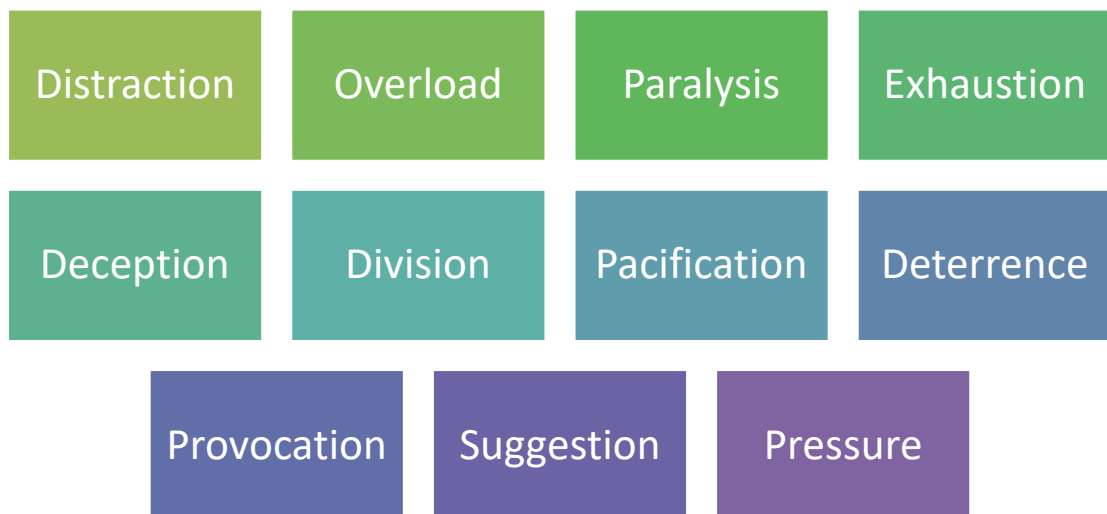 Distraction
Overload
Paralysis
Exhaustion
Deception
Division
Pacification
Deterrence
Provocation
Suggestion
Pressure